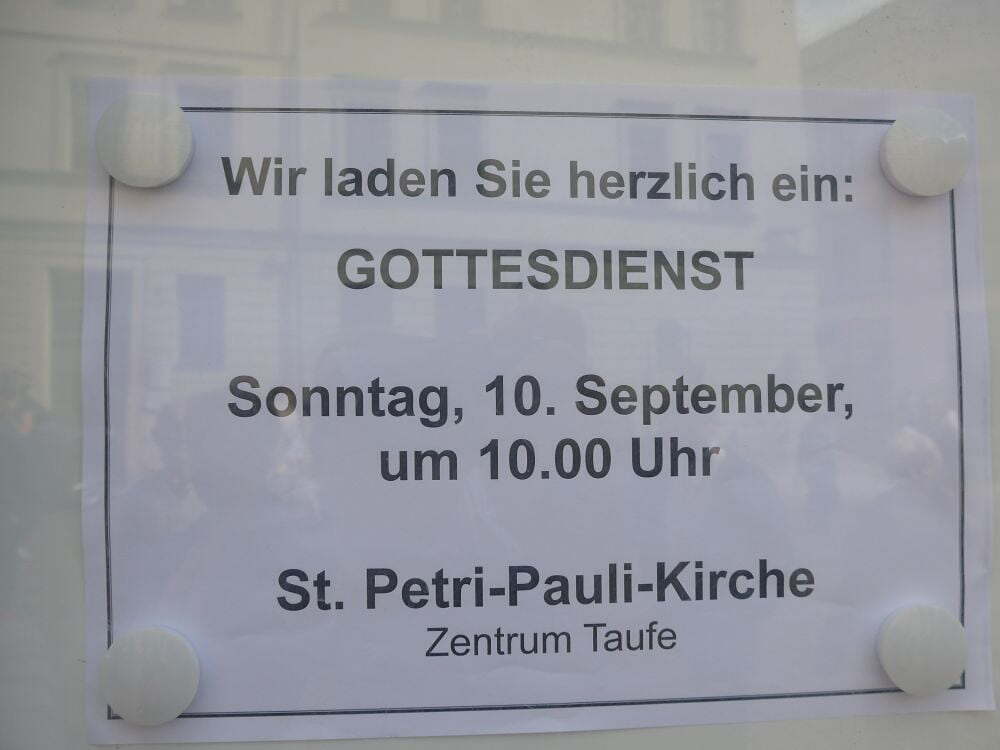 Wir laden Sie herzlich ein:
GOTTESDIENST
Sonntag, 10. September,
um 10.00 Uhr
St. Petri-Pauli-Kirche
Zentrum Taufe